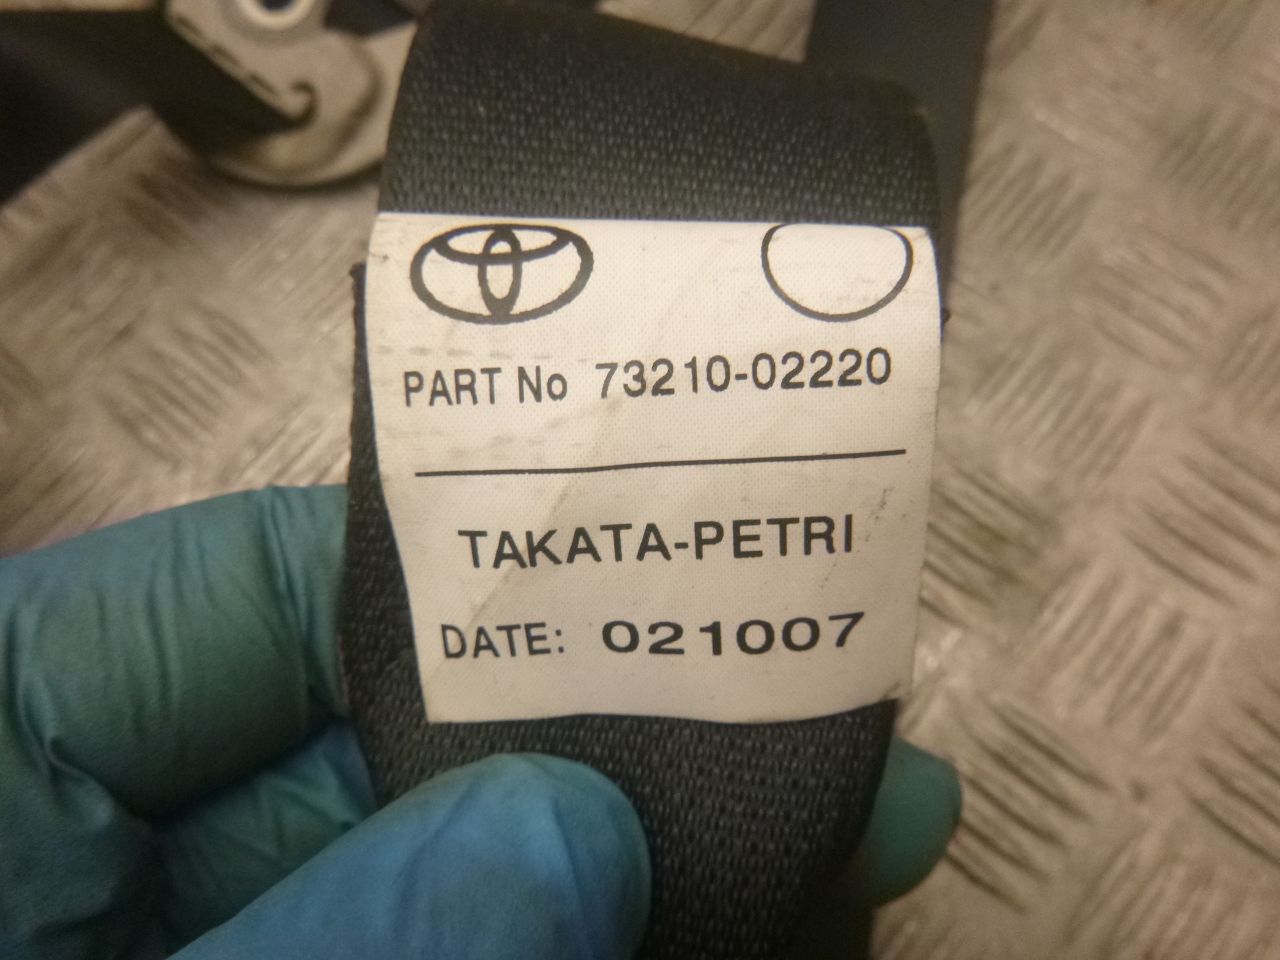 PART No 73210-02220
TAKATA-PETRI
DATE: 021007